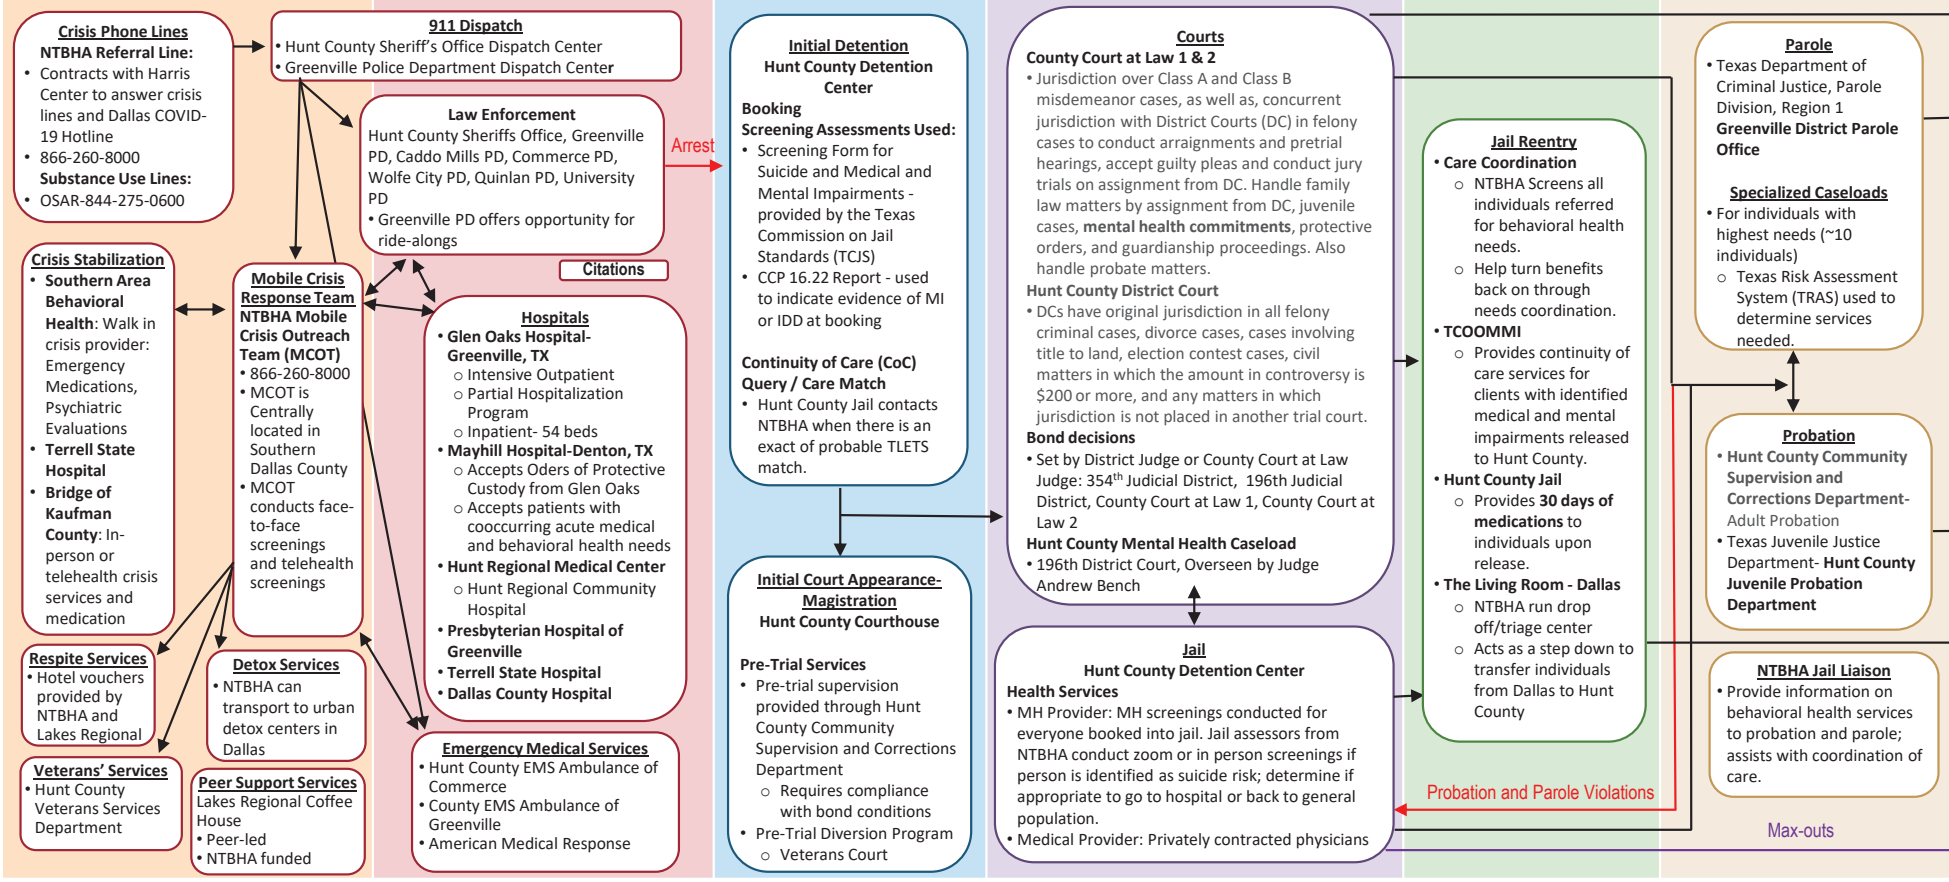 Crisis Phone Lines
NTBHA Referral Line:
• Contracts with Harris
Center to answer crisis
lines and Dallas COVID-
19 Hotline
• 866-260-8000
Substance Use Lines:
• OSAR-844-275-0600
911 Dispatch
• Hunt County Sheriff's Office Dispatch Center
• Greenville Police Department Dispatch Center
Law Enforcement
Hunt County Sheriffs Office, Greenville
PD, Caddo Mills PD, Commerce PD,
Wolfe City PD, Quinlan PD, University
PD
• Greenville PD offers opportunity for
ride-alongs
Arrest
Citations
Crisis Stabilization
• Southern Area
Behavioral
Health: Walk in
crisis provider:
Emergency
Medications,
Psychiatric
Evaluations
• Terrell State
Hospital
• Bridge of
Kaufman
County: In-
person or
telehealth crisis
services and
medication
Mobile Crisis
Response Team
NTBHA Mobile
Crisis Outreach
Team (MCOT)
• 866-260-8000
• MCOT is
Centrally
located in
Southern
Dallas County
• MCOT
conducts face-
to-face
screenings
and telehealth
screenings
Hospitals
• Glen Oaks Hospital-
Greenville, TX
o Intensive Outpatient
o Partial Hospitalization
Program
o Inpatient- 54 beds
• Mayhill Hospital-Denton, TX
o Accepts Oders of Protective
Custody from Glen Oaks
o Accepts patients with
cooccurring acute medical
and behavioral health needs
• Hunt Regional Medical Center
o Hunt Regional Community
Hospital
• Presbyterian Hospital of
Greenville
• Terrell State Hospital
• Dallas County Hospital
Respite Services
• Hotel vouchers
provided by
NTBHA and
Lakes Regional
Detox Services
• NTBHA can
transport to urban
detox centers in
Dallas
Veterans' Services
• Hunt County
Veterans Services
Department
Peer Support Services
Lakes Regional Coffee
House
• Peer-led
• NTBHA funded
Emergency Medical Services
• Hunt County EMS Ambulance of
Commerce
• County EMS Ambulance of
Greenville
• American Medical Response
Initial Detention
Hunt County Detention
Center
Booking
Screening Assessments Used:
• Screening Form for
Suicide and Medical and
Mental Impairments -
provided by the Texas
Commission on Jail
Standards (TCJS)
• CCP 16.22 Report - used
to indicate evidence of MI
or IDD at booking
Continuity of Care (CoC)
Query / Care Match
• Hunt County Jail contacts
NTBHA when there is an
exact of probable TLETS
match.
Initial Court Appearance-
Magistration
Hunt County Courthouse
Pre-Trial Services
• Pre-trial supervision
provided through Hunt
County Community
Supervision and Corrections
Department
o Requires compliance
with bond conditions
• Pre-Trial Diversion Program
o Veterans Court
Courts
County Court at Law 1 & 2
• Jurisdiction over Class A and Class B
misdemeanor cases, as well as, concurrent
jurisdiction with District Courts (DC) in felony
cases to conduct arraignments and pretrial
hearings, accept guilty pleas and conduct jury
trials on assignment from DC. Handle family
law matters by assignment from DC, juvenile
cases, mental health commitments, protective
orders, and guardianship proceedings. Also
handle probate matters.
Hunt County District Court
• DCs have original jurisdiction in all felony
criminal cases, divorce cases, cases involving
title to land, election contest cases, civil
matters in which the amount in controversy is
$200 or more, and any matters in which
jurisdiction is not placed in another trial court.
Bond decisions
• Set by District Judge or County Court at Law
Judge: 354th Judicial District, 196th Judicial
District, County Court at Law 1, County Court at
Law 2
Hunt County Mental Health Caseload
• 196th District Court, Overseen by Judge
Andrew Bench
Jail
Hunt County Detention Center
Health Services
• MH Provider: MH screenings conducted for
everyone booked into jail. Jail assessors from
NTBHA conduct zoom or in person screenings if
person is identified as suicide risk; determine if
appropriate to go to hospital or back to general
population.
• Medical Provider: Privately contracted physicians
Jail Reentry
• Care Coordination
o NTBHA Screens all
individuals referred
for behavioral health
needs.
o Help turn benefits
back on through
needs coordination.
• TCOOMMI
o Provides continuity of
care services for
clients with identified
medical and mental
impairments released
to Hunt County.
• Hunt County Jail
o Provides 30 days of
medications to
individuals upon
release.
• The Living Room - Dallas
o NTBHA run drop
off/triage center
o Acts as a step down to
transfer individuals
from Dallas to Hunt
County
Probation and Parole Violations
Max-outs
Parole
• Texas Department of
Criminal Justice, Parole
Division, Region 1
Greenville District Parole
Office
Specialized Caseloads
• For individuals with
highest needs (~10
individuals)
o Texas Risk Assessment
System (TRAS) used to
determine services
needed.
Probation
• Hunt County Community
Supervision and
Corrections Department-
Adult Probation
• Texas Juvenile Justice
Department- Hunt County
Juvenile Probation
Department
NTBHA Jail Liaison
• Provide information on
behavioral health services
to probation and parole;
assists with coordination of
care.